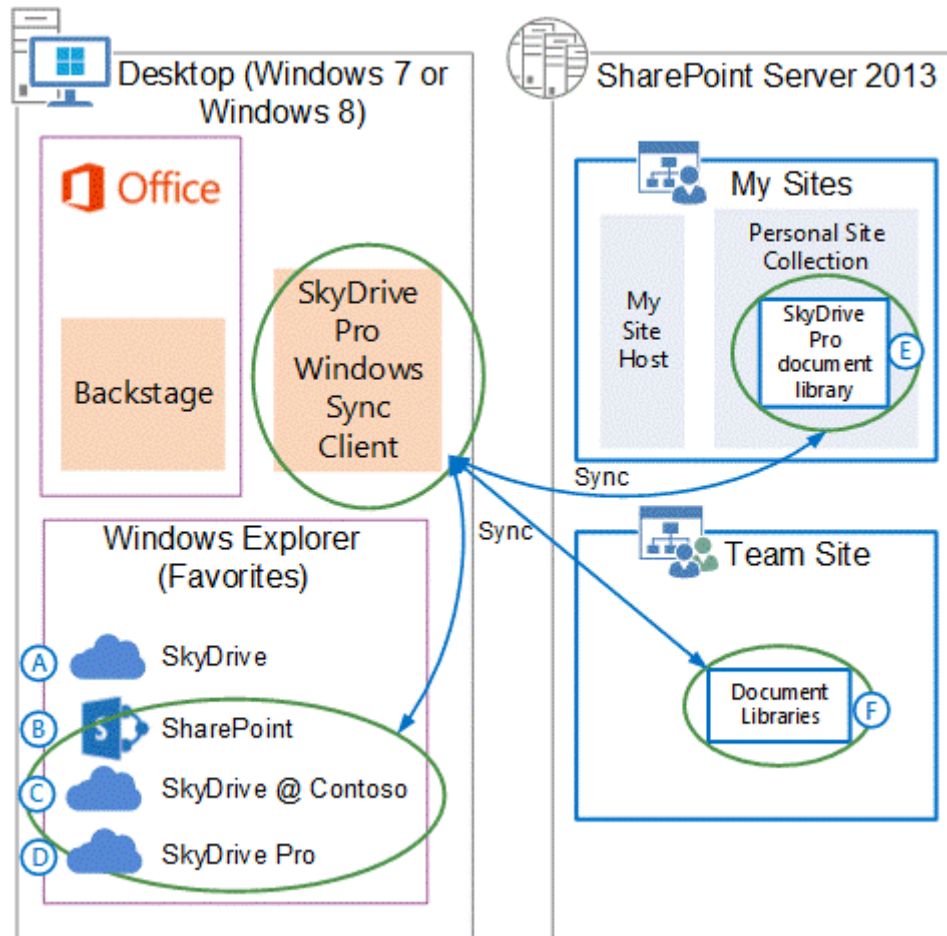 Desktop (Windows 7 or
Windows 8)
Office
Backstage
SkyDrive
Pro
Windows
Sync
Client
Windows Explorer
(Favorites)
A SkyDrive
B S SharePoint
C SkyDrive @ Contoso
D SkyDrive Pro
Sync
Sync
SharePoint Server 2013
My Sites
My
Site
Host
Personal Site
Collection
SkyDrive
Pro
document
library
E
Team Site
Document
Libraries
F